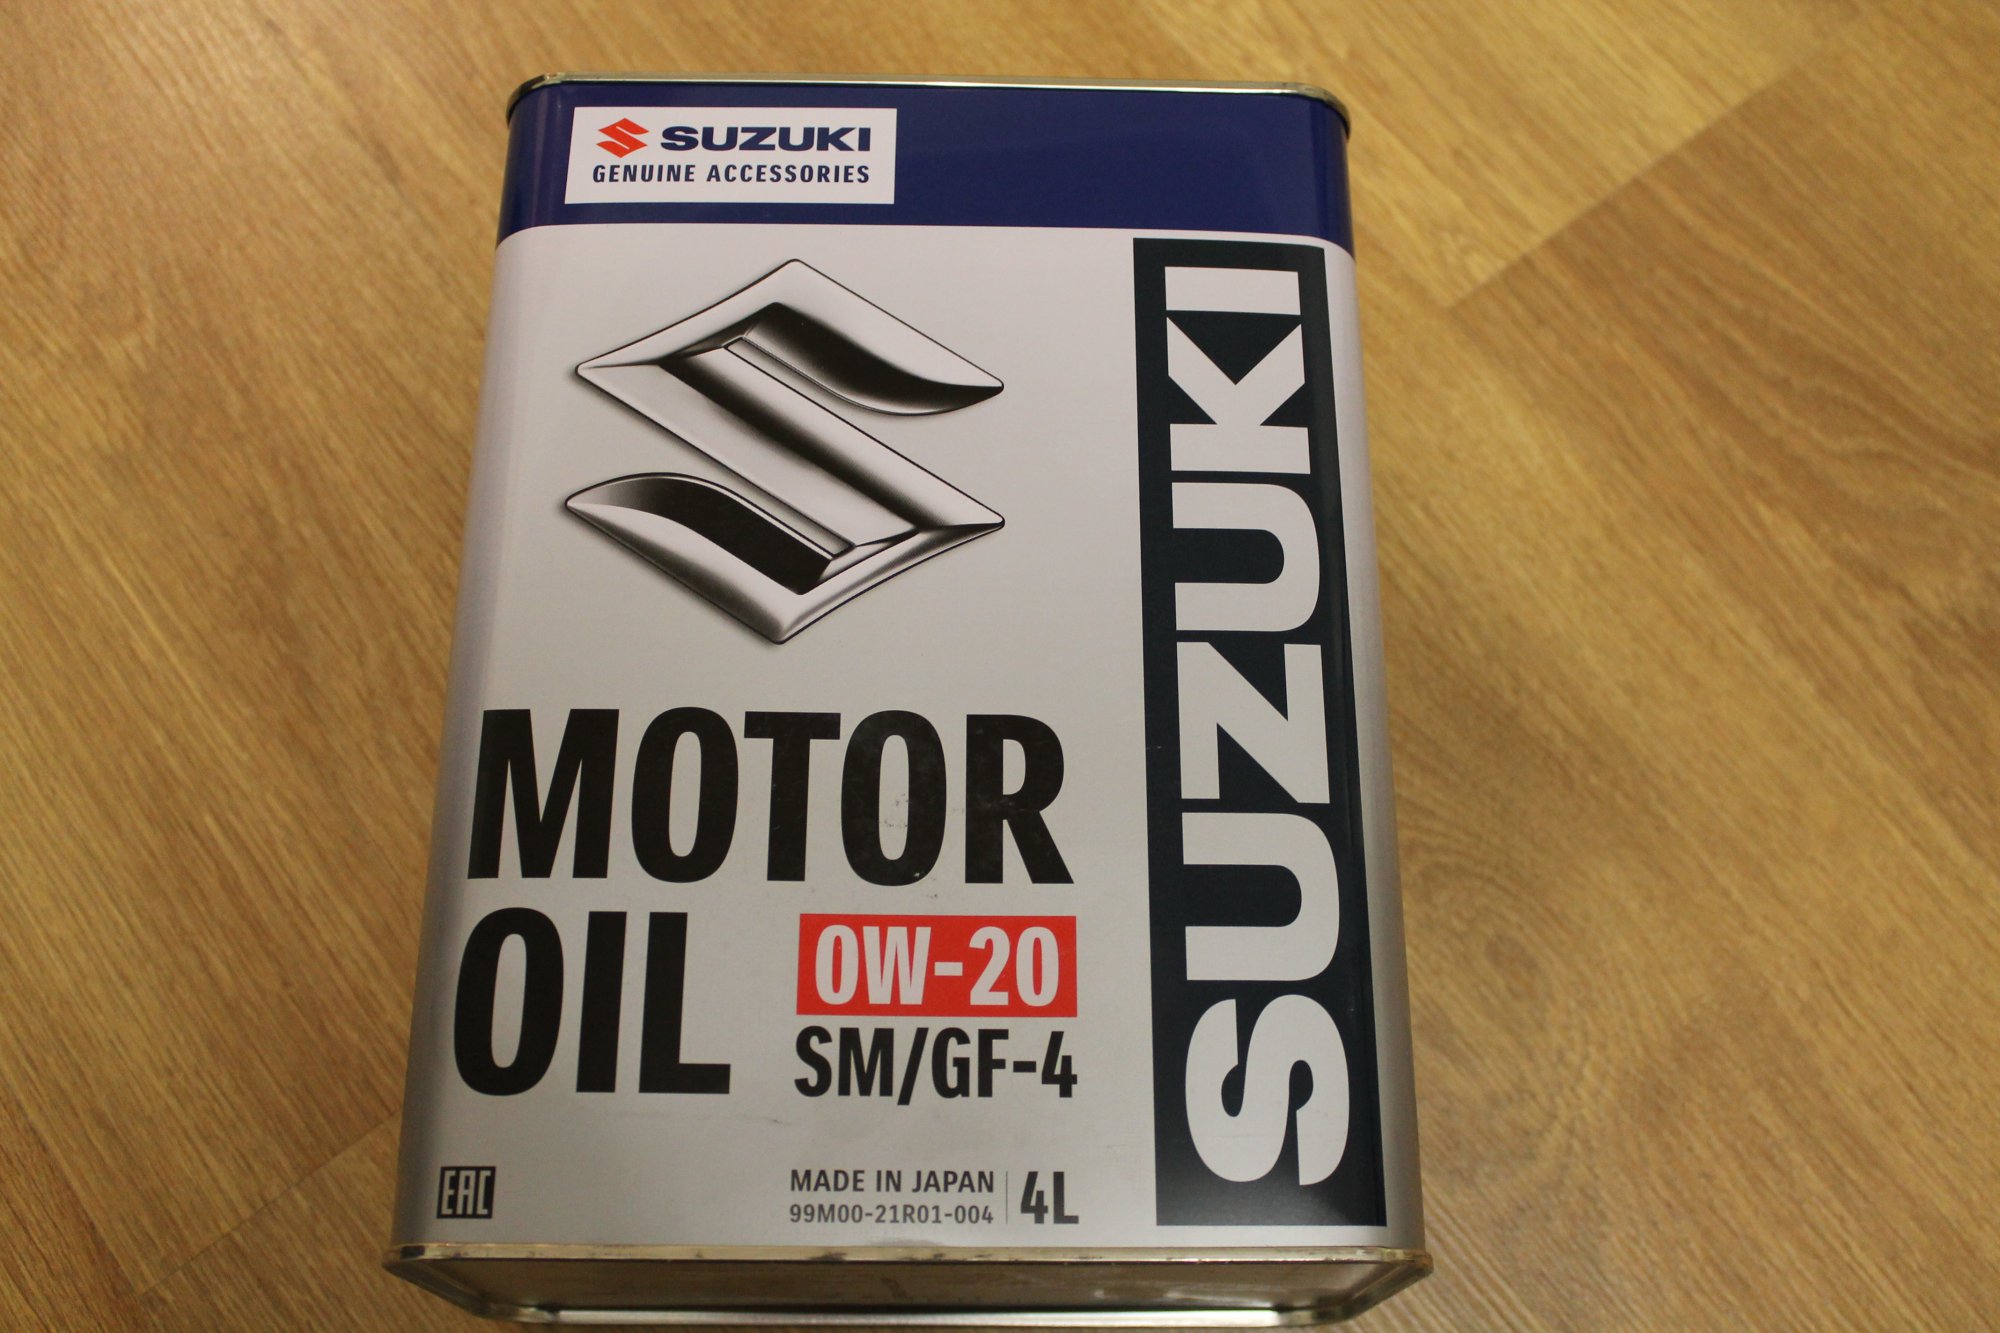 SUZUKI
GENUINE ACCESSORIES
SUZUKI
MOTOR
OIL
0W-20
SM/GF-4
EAC
MADE IN JAPAN
99M00-21R01-004
4L